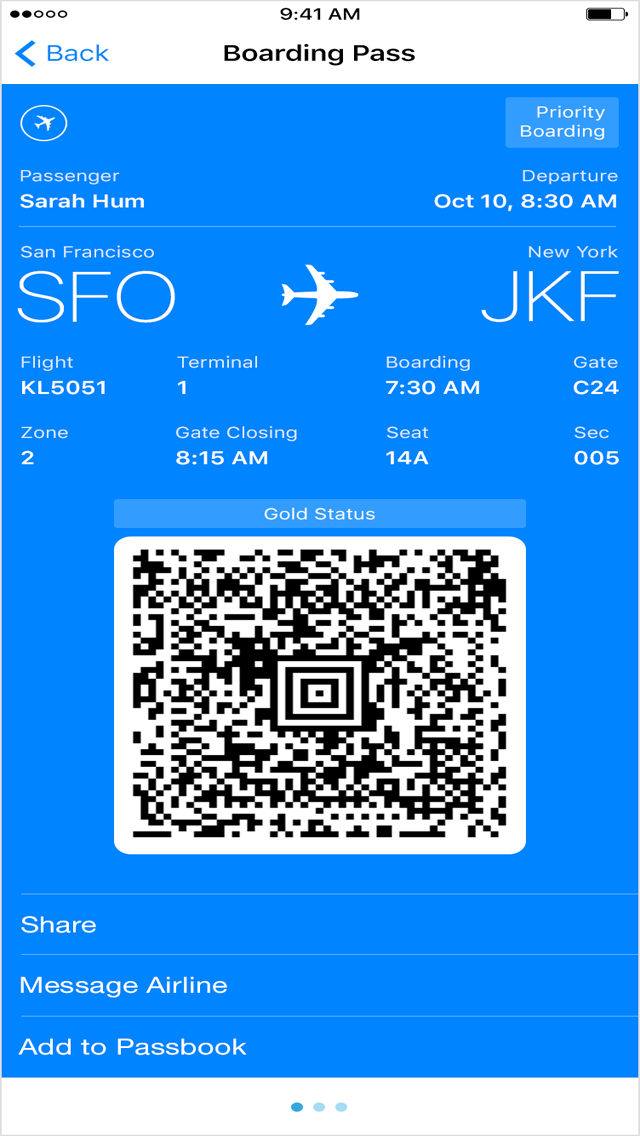 9:41 AM
Back
Boarding Pass
Priority
Boarding
Passenger
Departure
Sarah Hum
Oct 10, 8:30 AM
San Francisco
New York
SFO
JKF
Flight
Terminal
Boarding
Gate
KL5051
1
7:30 AM
C24
Zone
Gate Closing
Seat
Sec
2
8:15 AM
14A
005
Gold Status
Share
Message Airline
Add to Passbook